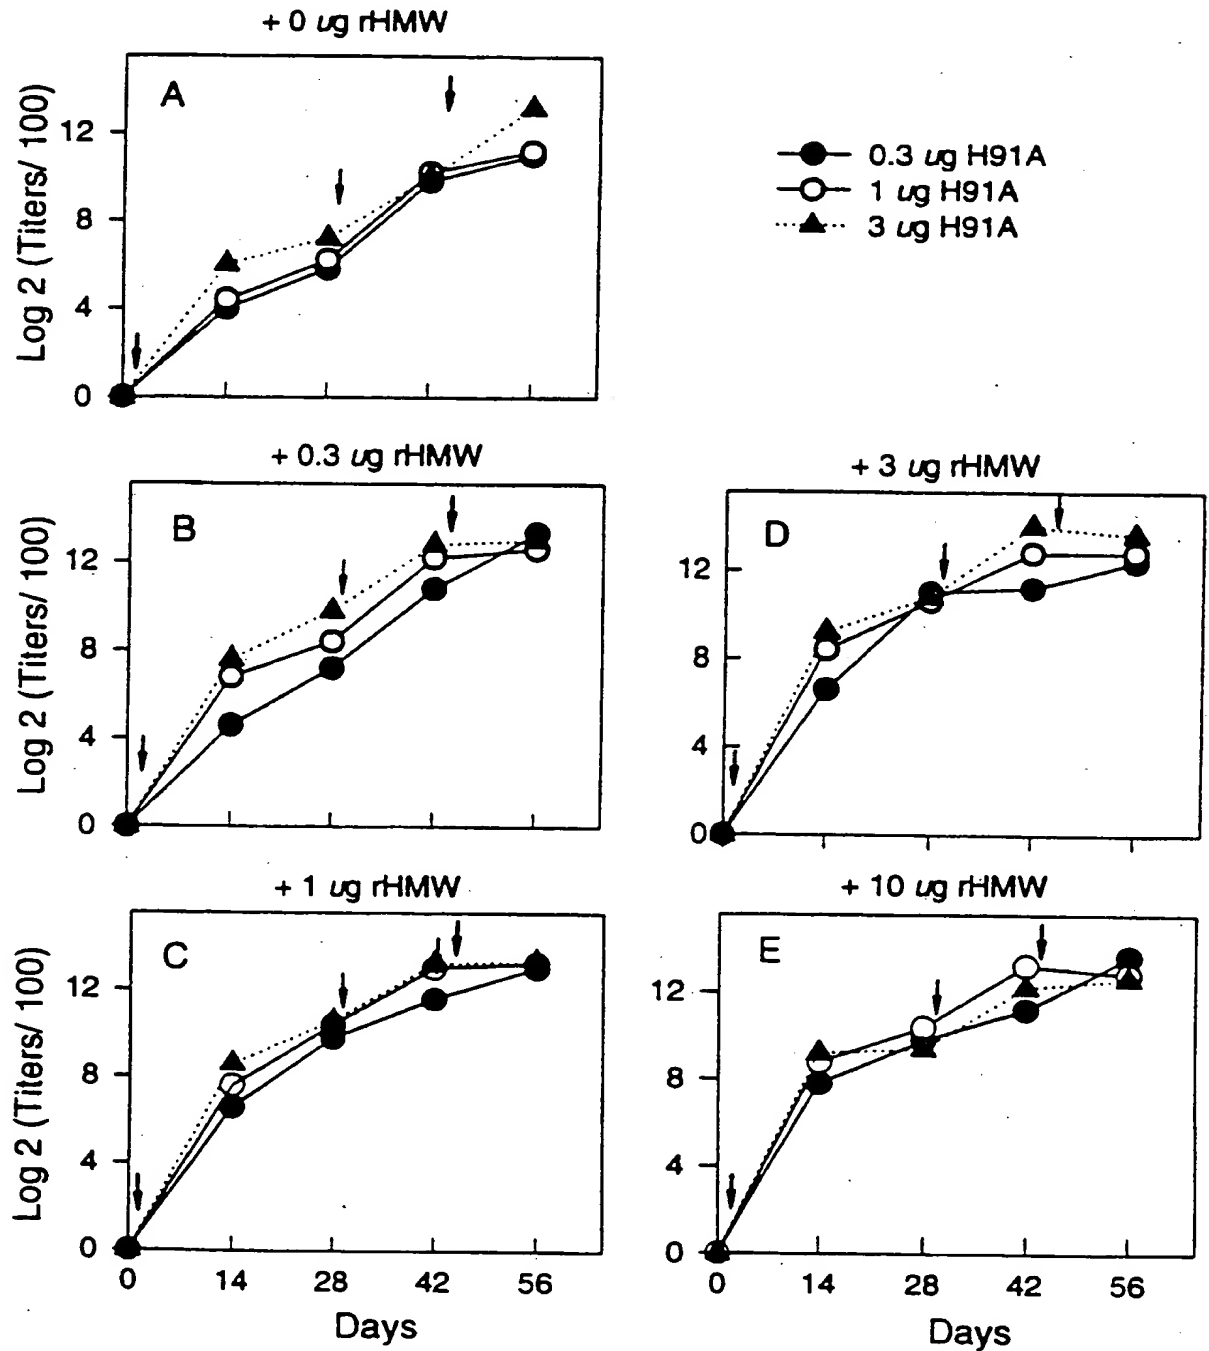 + 0 ug rHMW
A
Log 2 (Titers/ 100)
12
8
4
0
0.3 ug H91A
1 ug H91A
3 ug H91A
+ 0.3 ug rHMW
B
Log 2 (Titers/ 100)
12
8
4
0
+ 3 ug rHMW
D
12
8
4
0
+ 1 ug rHMW
C
Log 2 (Titers/ 100)
12
8
4
0
0 14 28 42 56
Days
+ 10 ug rHMW
E
12
8
4
0
0 14 28 42 56
Days